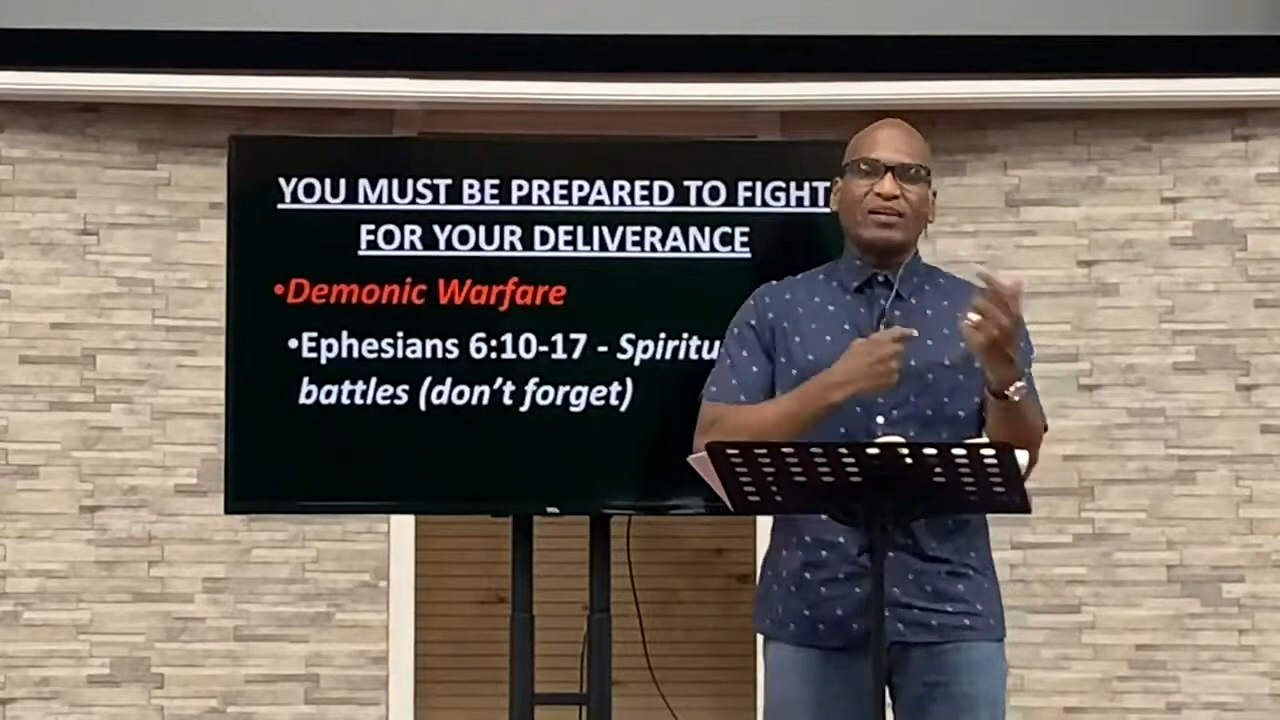 YOU MUST BE PREPARED TO FIGHT
FOR YOUR DELIVERANCE
•Demonic Warfare
•Ephesians 6:10-17 - Spiritu
battles (don't forget)